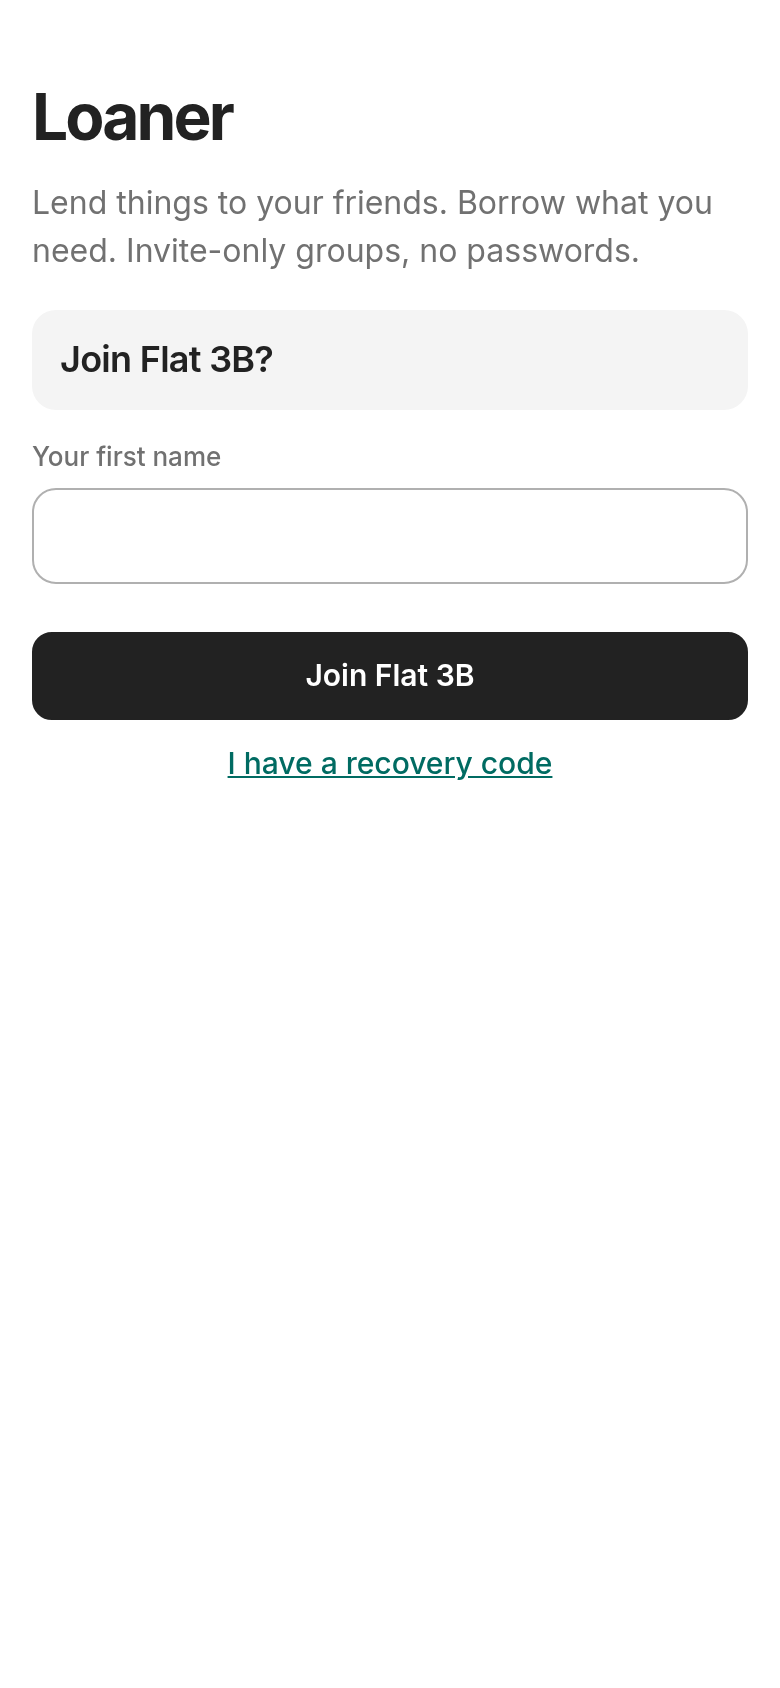 Loaner
Lend things to your friends. Borrow what you
need. Invite-only groups, no passwords.
Join Flat 3B?
Your first name
Join Flat 3B
I have a recovery code